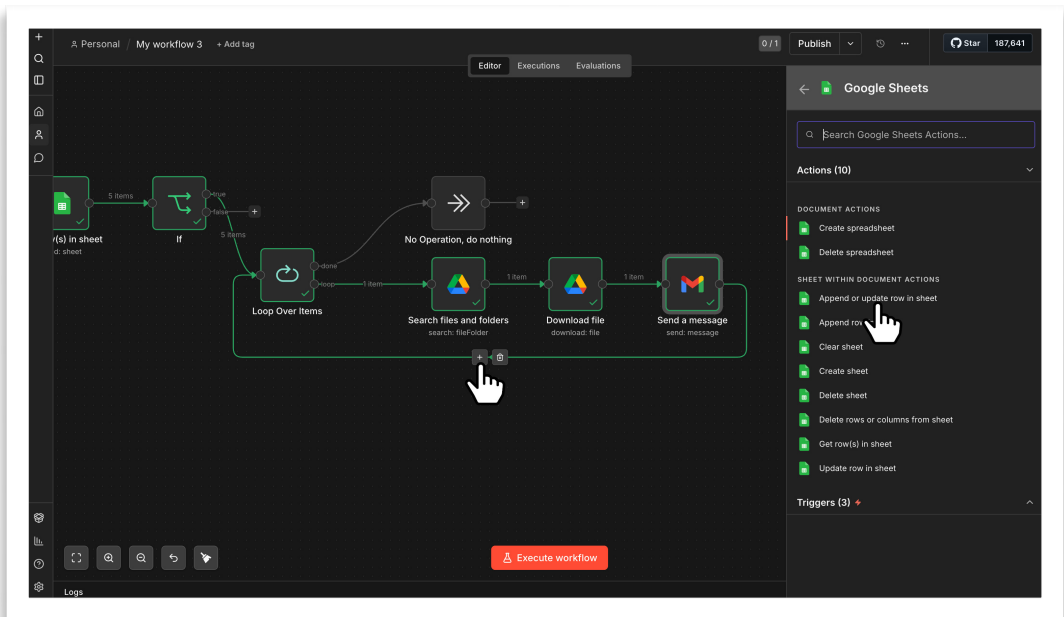 Personal / My workflow 3 + Add tag
0 / 1
Publish
Star 187,641
Editor Executions Evaluations
Google Sheets
Search Google Sheets Actions...
Actions (10)
DOCUMENT ACTIONS
Create spreadsheet
Delete spreadsheet
SHEET WITHIN DOCUMENT ACTIONS
Append or update row in sheet
Append
Clear sheet
Create sheet
Delete sheet
Delete rows or columns from sheet
Get row(s) in sheet
Update row in sheet
Triggers (3)
5 items
true
false
(s) in sheet
d: sheet
If
5 items
No Operation, do nothing
done
loop
1 item
1 item
1 item
Loop Over Items
Search files and folders
search: fileFolder
Download file
download: file
Send a message
send: message
Execute workflow
Logs